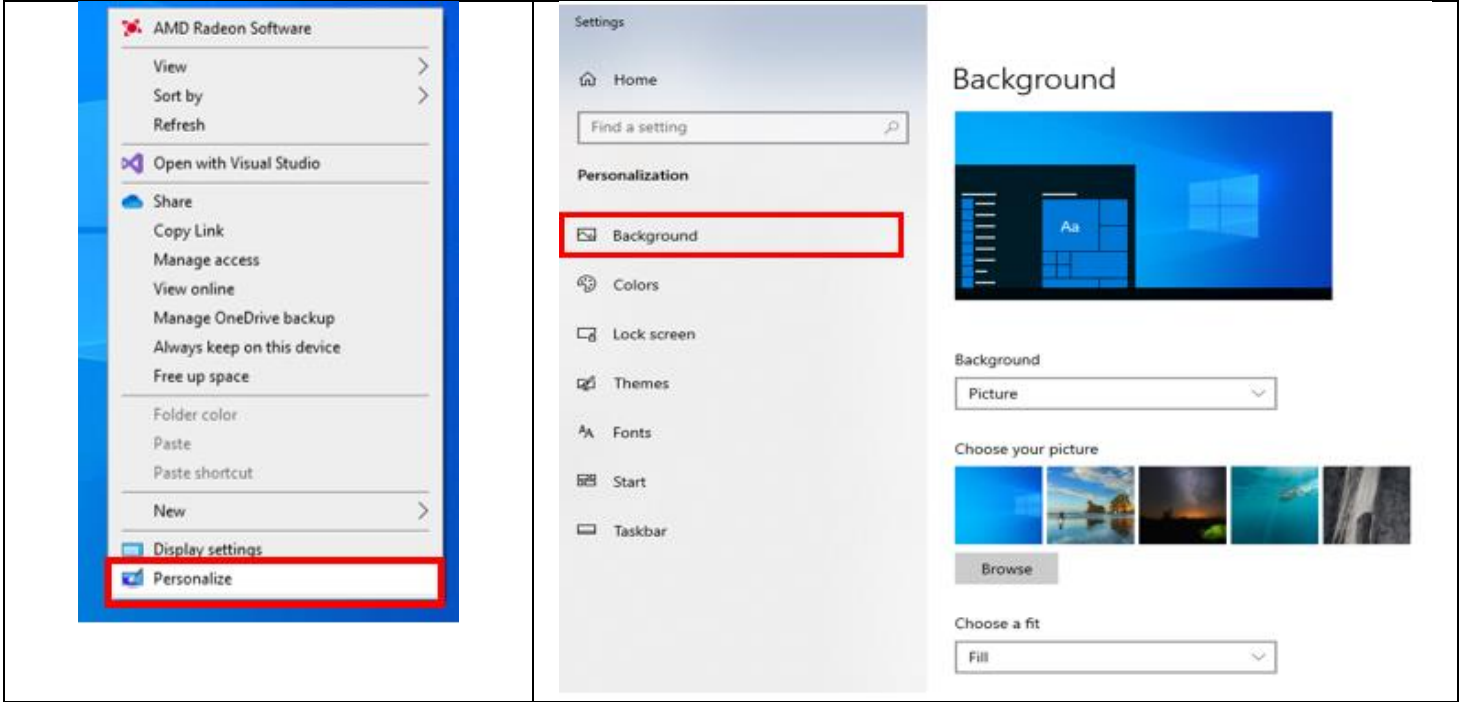 AMD Radeon Software
View
Sort by
Refresh
Open with Visual Studio
Share
Copy Link
Manage access
View online
Manage OneDrive backup
Always keep on this device
Free up space
Folder color
Paste
Paste shortcut
New
Display settings
Personalize
Settings
Home
Find a setting
Personalization
Background
Colors
Lock screen
Themes
Fonts
Start
Taskbar
Background
Aa
Background
Picture
Choose your picture
Browse
Choose a fit
Fill